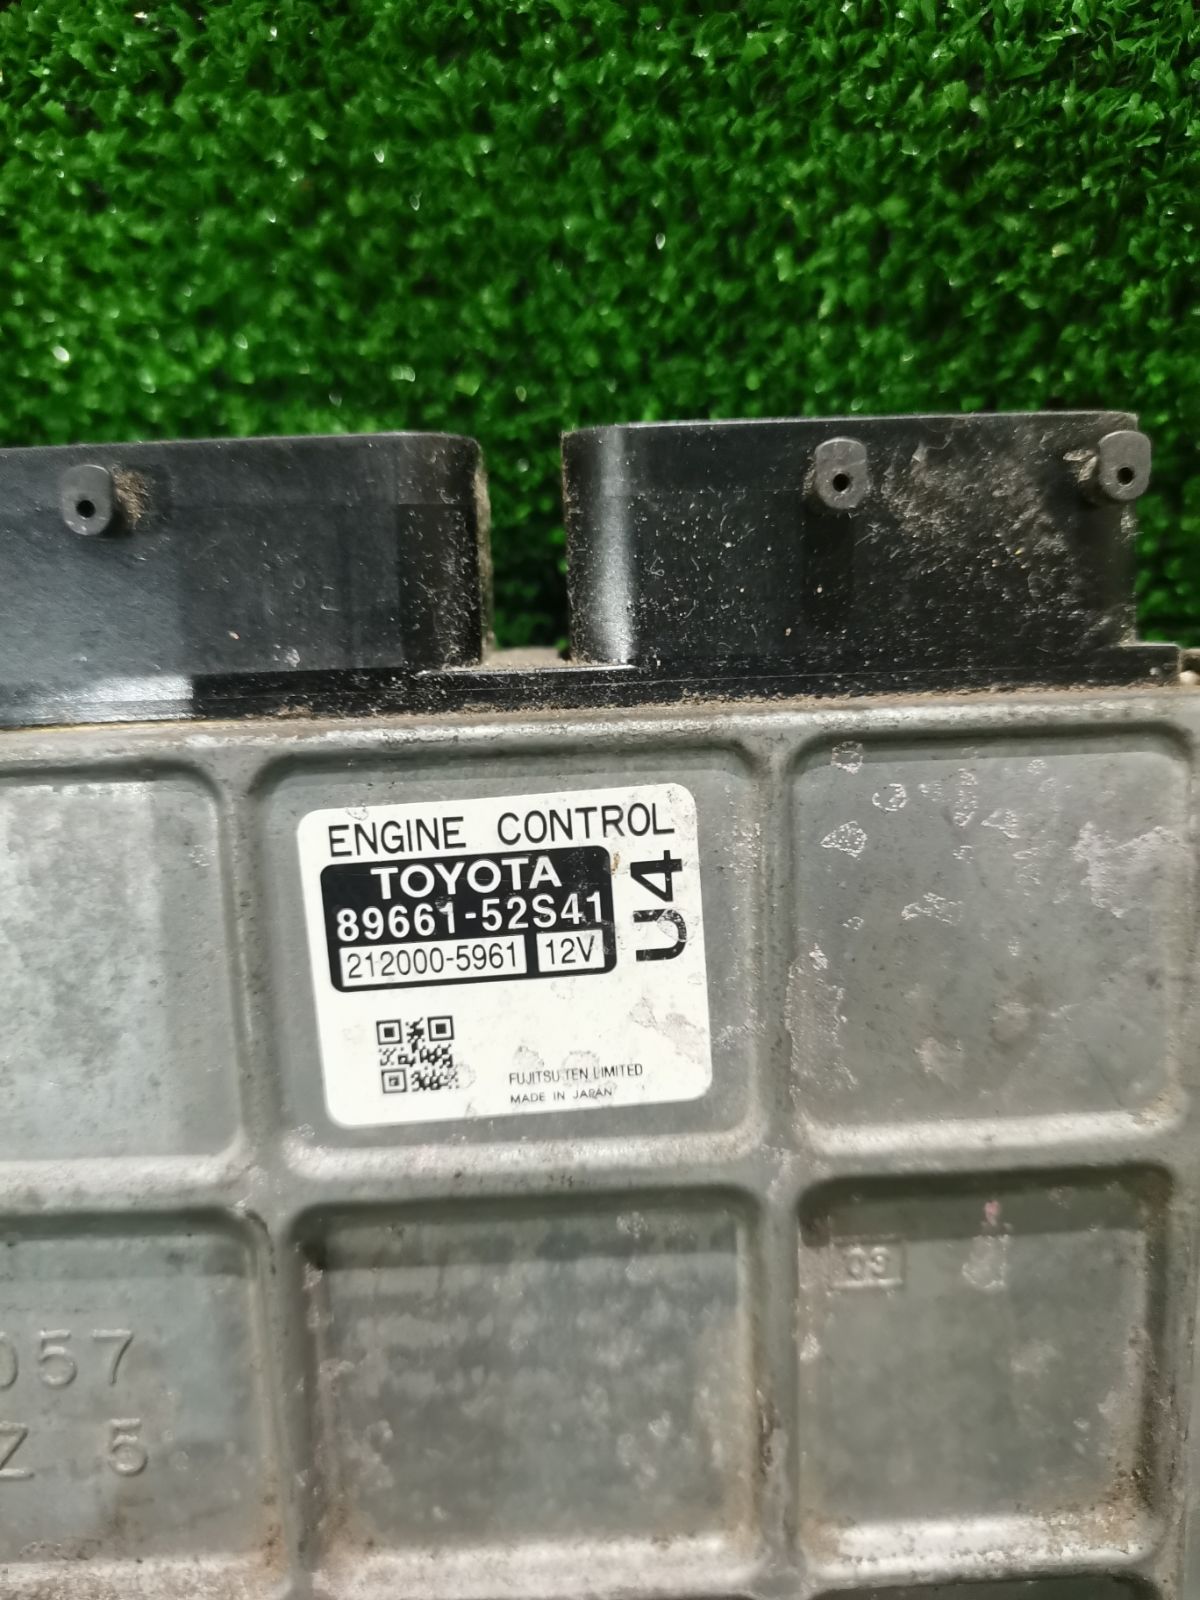 ENGINE CONTROL
TOYOTA
89661-52S41
212000-5961 12V
U4
FUJITSU TEN LIMITED
MADE IN JAPAN
03
057
Z 5